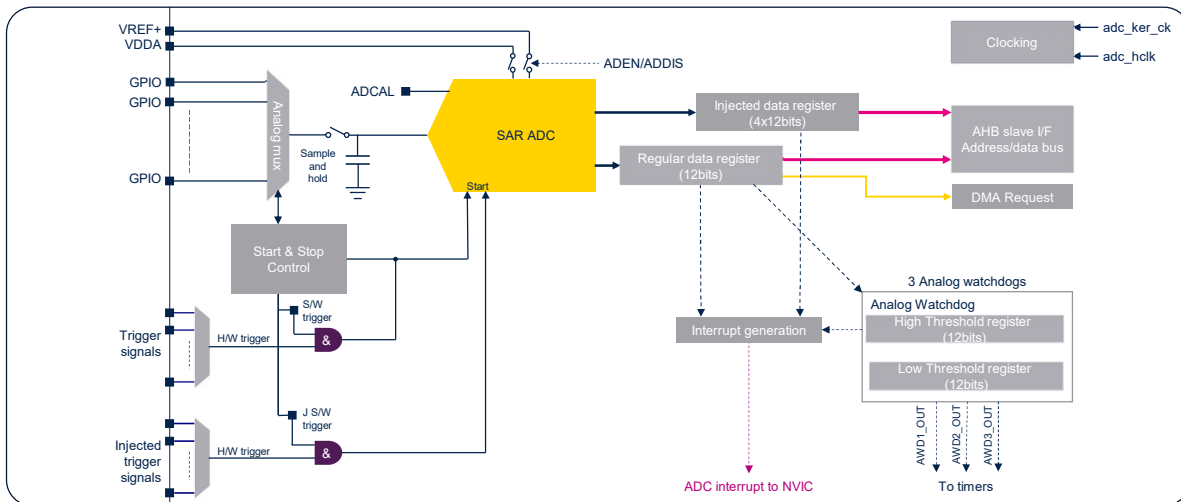 VREF+
VDDA
GPIO
GPIO
GPIO
Analog mux
Sample
and
hold
ADCAL
ADEN/ADDIS
SAR ADC
Start
Clocking
adc_ker_ck
adc_hclk
Injected data register
(4x12bits)
Regular data register
(12bits)
AHB slave I/F
Address/data bus
DMA Request
Start & Stop
Control
S/W
trigger
&
H/W trigger
Trigger
signals
J S/W
trigger
&
H/W trigger
Injected
trigger
signals
Interrupt generation
3 Analog watchdogs
Analog Watchdog
High Threshold register
(12bits)
Low Threshold register
(12bits)
AWD1_OUT
AWD2_OUT
AWD3_OUT
ADC interrupt to NVIC
To timers